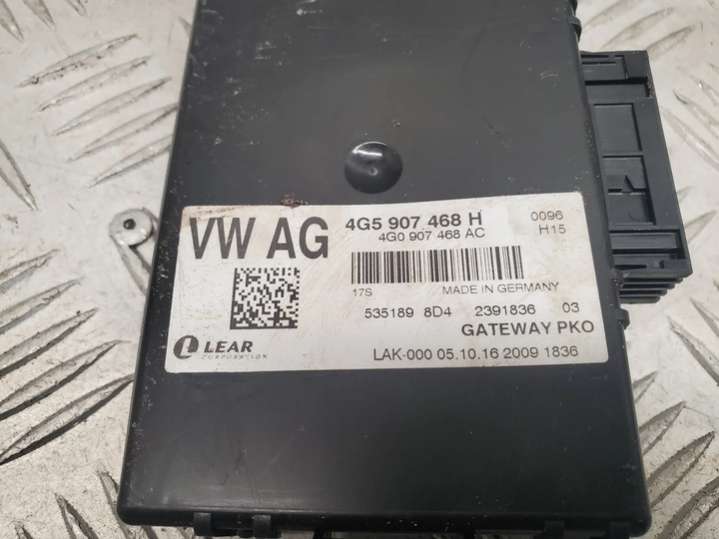 VW AG
4G5 907 468 H 0096
4G0 907 468 AC H15
17S MADE IN GERMANY
535189 8D4 2391836 03
GATEWAY PKO
LEAR
CORPORATION
LAK-000 05.10.16 2009 1836